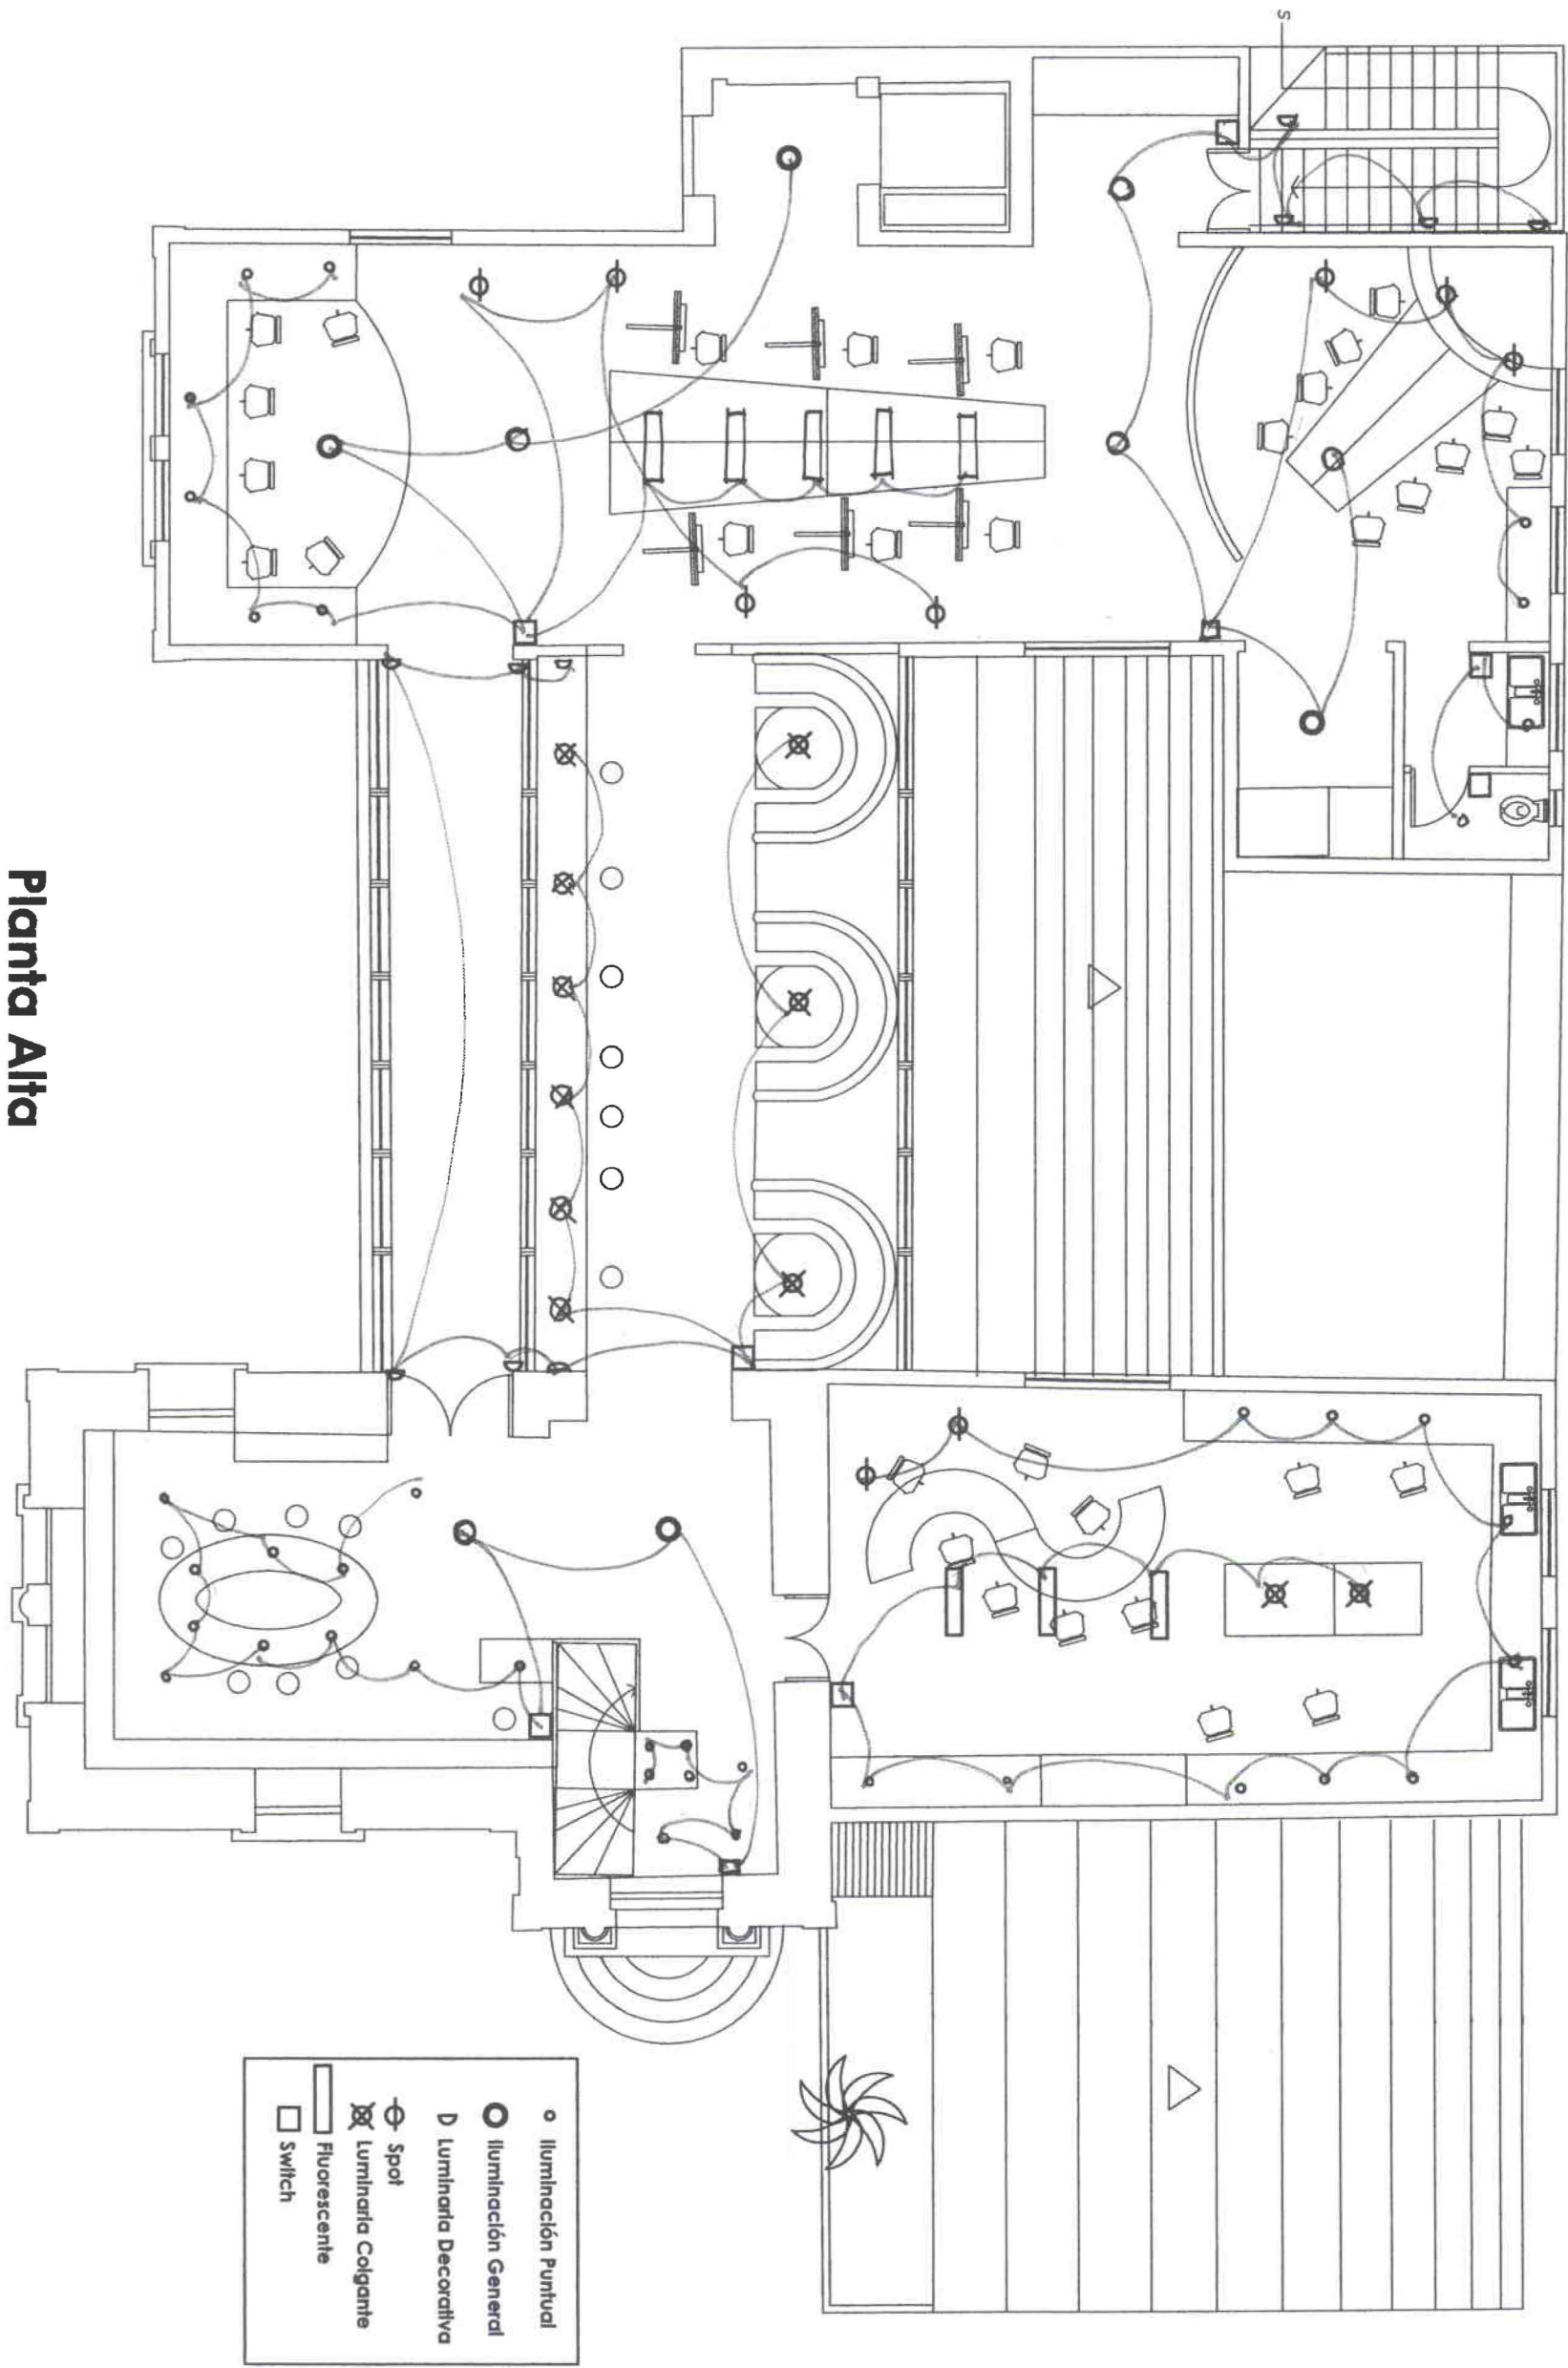 S
Planta Alta
Iluminación Puntual
Iluminación General
Luminaria Decorativa
Spot
Luminaria Colgante
Fluorescente
Switch